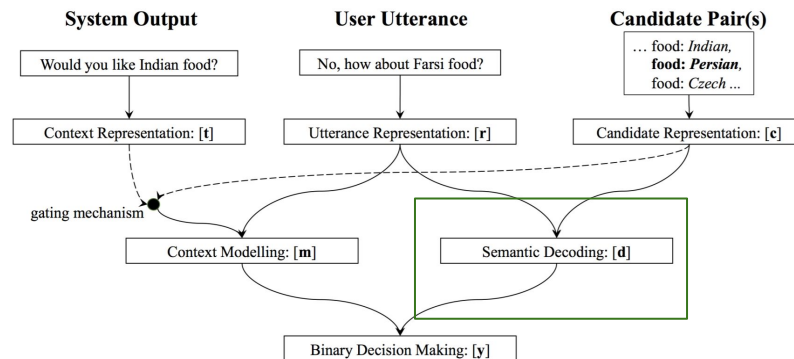 System Output
User Utterance
Candidate Pair(s)
Would you like Indian food?
No, how about Farsi food?
... food: Indian,
food: Persian,
food: Czech ...
Context Representation: [t]
Utterance Representation: [r]
Candidate Representation: [c]
gating mechanism
Context Modelling: [m]
Semantic Decoding: [d]
Binary Decision Making: [y]